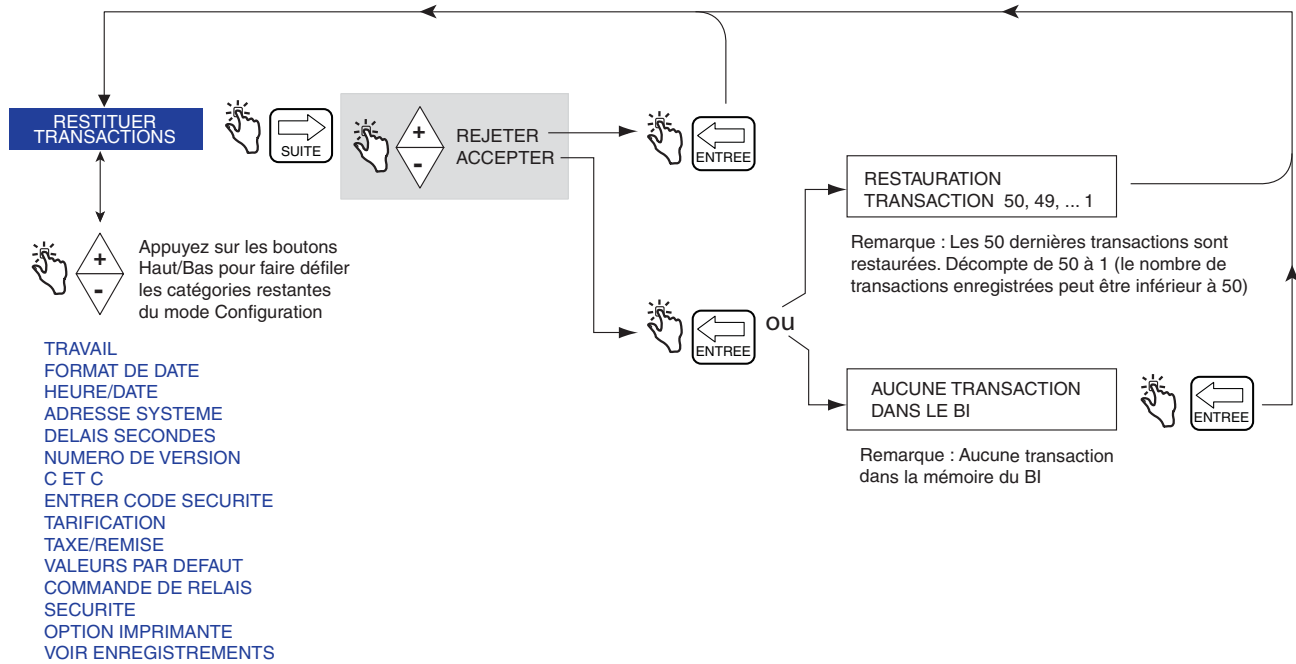 RESTITUER
TRANSACTIONS
SUITE
+
-
REJETER
ACCEPTER
ENTREE
RESTAURATION
TRANSACTION 50, 49, ... 1
Remarque : Les 50 dernières transactions sont
restaurées. Décompte de 50 à 1 (le nombre de
transactions enregistrées peut être inférieur à 50)
+
-
Appuyez sur les boutons
Haut/Bas pour faire défiler
les catégories restantes
du mode Configuration
ENTREE
ou
AUCUNE TRANSACTION
DANS LE BI
ENTREE
Remarque : Aucune transaction
dans la mémoire du BI
TRAVAIL
FORMAT DE DATE
HEURE/DATE
ADRESSE SYSTEME
DELAIS SECONDES
NUMERO DE VERSION
C ET C
ENTRER CODE SECURITE
TARIFICATION
TAXE/REMISE
VALEURS PAR DEFAUT
COMMANDE DE RELAIS
SECURITE
OPTION IMPRIMANTE
VOIR ENREGISTREMENTS